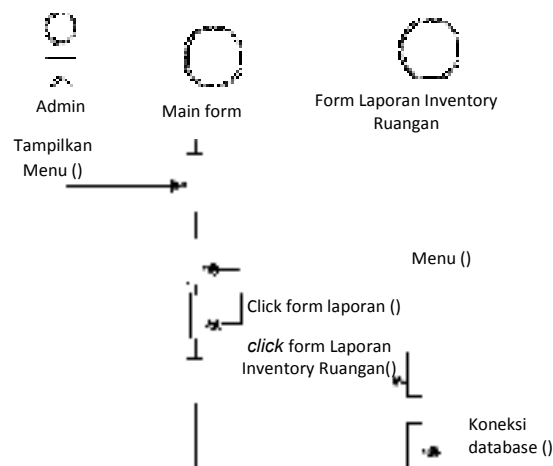 Admin
Main form
Form Laporan Inventory
Ruangan
Tampilkan
Menu ()
Menu ()
Click form laporan ()
click form Laporan
Inventory Ruangan()
Koneksi
database ()